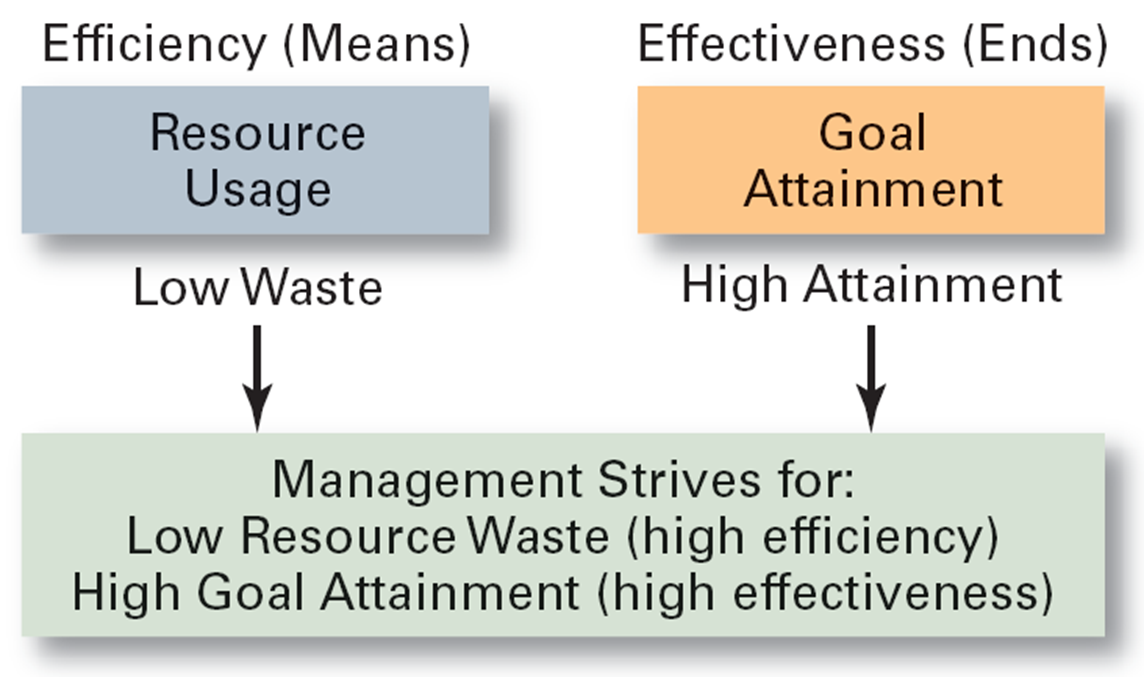 Efficiency (Means)
Effectiveness (Ends)
Resource
Usage
Goal
Attainment
Low Waste
High Attainment
Management Strives for:
Low Resource Waste (high efficiency)
High Goal Attainment (high effectiveness)